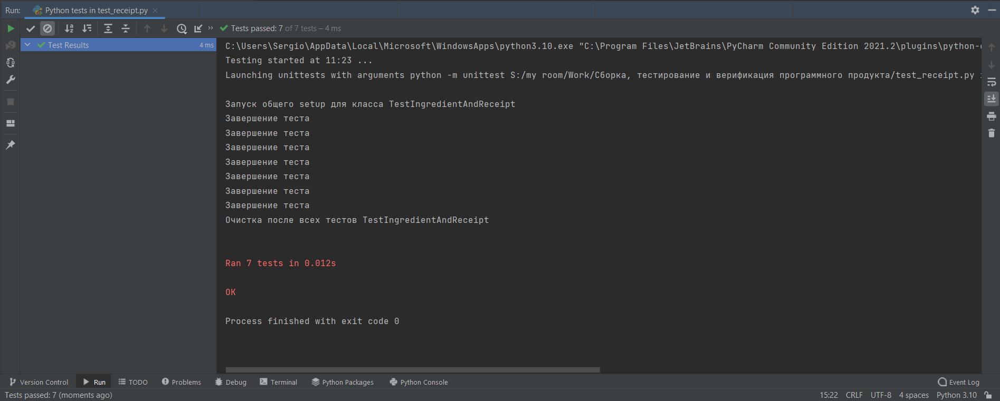 Run: Python tests in test_receipt.py
Tests passed: 7 of 7 tests – 4 ms
Test Results 4 ms
C:\Users\Sergio\AppData\Local\Microsoft\WindowsApps\python3.10.exe "C:\Program Files\JetBrains\PyCharm Community Edition 2021.2\plugins\python-
Testing started at 11:23 ...
Launching unittests with arguments python -m unittest S:/my room/Work/Сборка, тестирование и верификация программного продукта/test_receipt.py
Запуск общего setup для класса TestIngredientAndReceipt
Завершение теста
Завершение теста
Завершение теста
Завершение теста
Завершение теста
Завершение теста
Завершение теста
Очистка после всех тестов TestIngredientAndReceipt
Ran 7 tests in 0.012s
OK
Process finished with exit code 0
Version Control Run TODO Problems Debug Terminal Python Packages Python Console Event Log
Tests passed: 7 (moments ago) 15:22 CRLF UTF-8 4 spaces Python 3.10